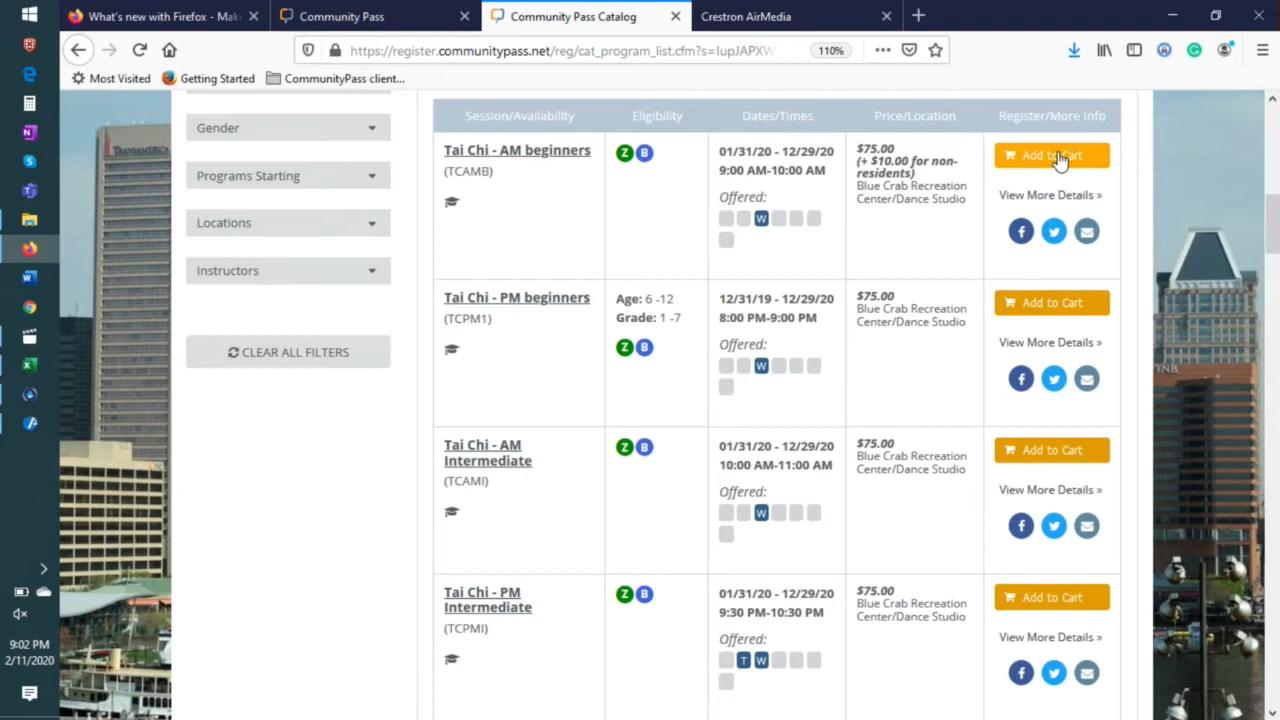 What's new with Firefox - Mak
Community Pass
Community Pass Catalog
Crestron AirMedia
https://register.communitypass.net/reg/cat_program_list.cfm?s=IupJAPXW
110%
Most Visited
Getting Started
CommunityPass client...
TRANSAMERICA
Gender
Programs Starting
Locations
Instructors
CLEAR ALL FILTERS
Session/Availability
Eligibility
Dates/Times
Price/Location
Register/More Info
Tai Chi - AM beginners
(TCAMB)
Z B
01/31/20 - 12/29/20
9:00 AM-10:00 AM
Offered:
W
$75.00
(+ $10.00 for non-
residents)
Blue Crab Recreation
Center/Dance Studio
Add to Cart
View More Details »
Tai Chi - PM beginners
(TCPM1)
Age: 6 -12
Grade: 1 -7
Z B
12/31/19 - 12/29/20
8:00 PM-9:00 PM
Offered:
W
$75.00
Blue Crab Recreation
Center/Dance Studio
Add to Cart
View More Details »
Tai Chi - AM
Intermediate
(TCAMI)
Z B
01/31/20 - 12/29/20
10:00 AM-11:00 AM
Offered:
W
$75.00
Blue Crab Recreation
Center/Dance Studio
Add to Cart
View More Details »
Tai Chi - PM
Intermediate
(TCPMI)
Z B
01/31/20 - 12/29/20
9:30 PM-10:30 PM
Offered:
T W
$75.00
Blue Crab Recreation
Center/Dance Studio
Add to Cart
View More Details »
9:02 PM
2/11/2020